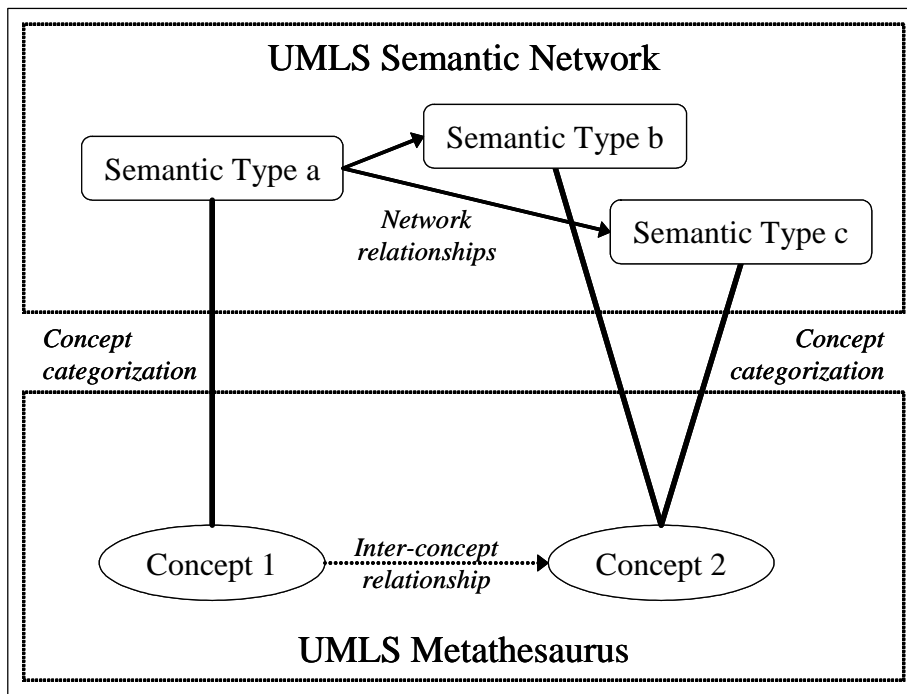 UMLS Semantic Network
Semantic Type b
Semantic Type a
Network
relationships
Semantic Type c
Concept
categorization
Concept
categorization
Concept 1
Inter-concept
relationship
Concept 2
UMLS Metathesaurus